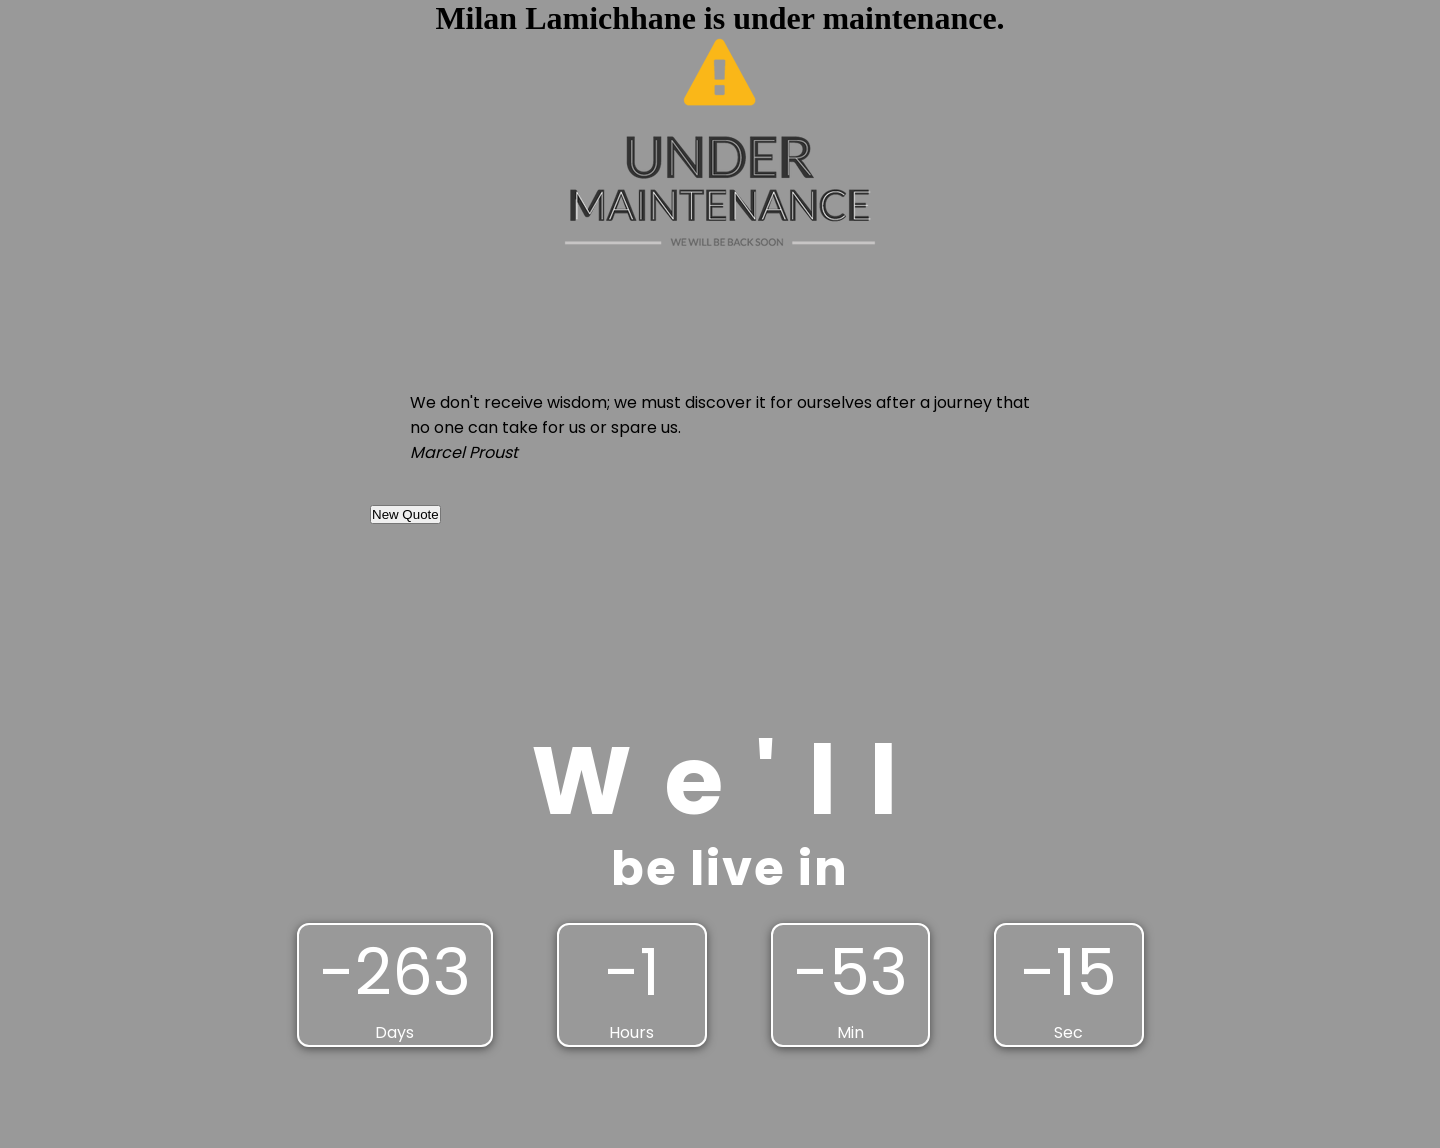 Milan Lamichhane is under maintenance.
UNDER
MAINTENANCE
WE WILL BE BACK SOON
We don't receive wisdom; we must discover it for ourselves after a journey that
no one can take for us or spare us.
Marcel Proust
New Quote
We'll
be live in
-263 -1 -53 -15
Days Hours Min Sec